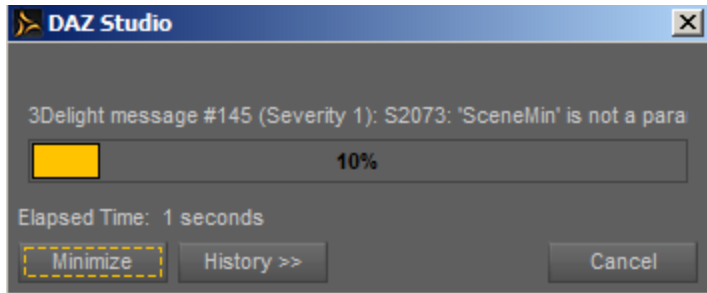 DAZ Studio
3Delight message #145 (Severity 1): S2073: 'SceneMin' is not a para
10%
Elapsed Time: 1 seconds
Minimize History >> Cancel